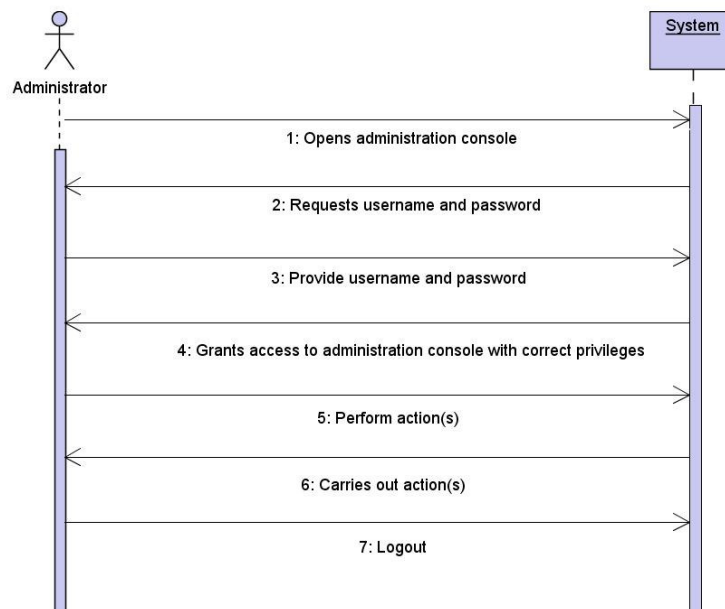 System
Administrator
1: Opens administration console
2: Requests username and password
3: Provide username and password
4: Grants access to administration console with correct privileges
5: Perform action(s)
6: Carries out action(s)
7: Logout